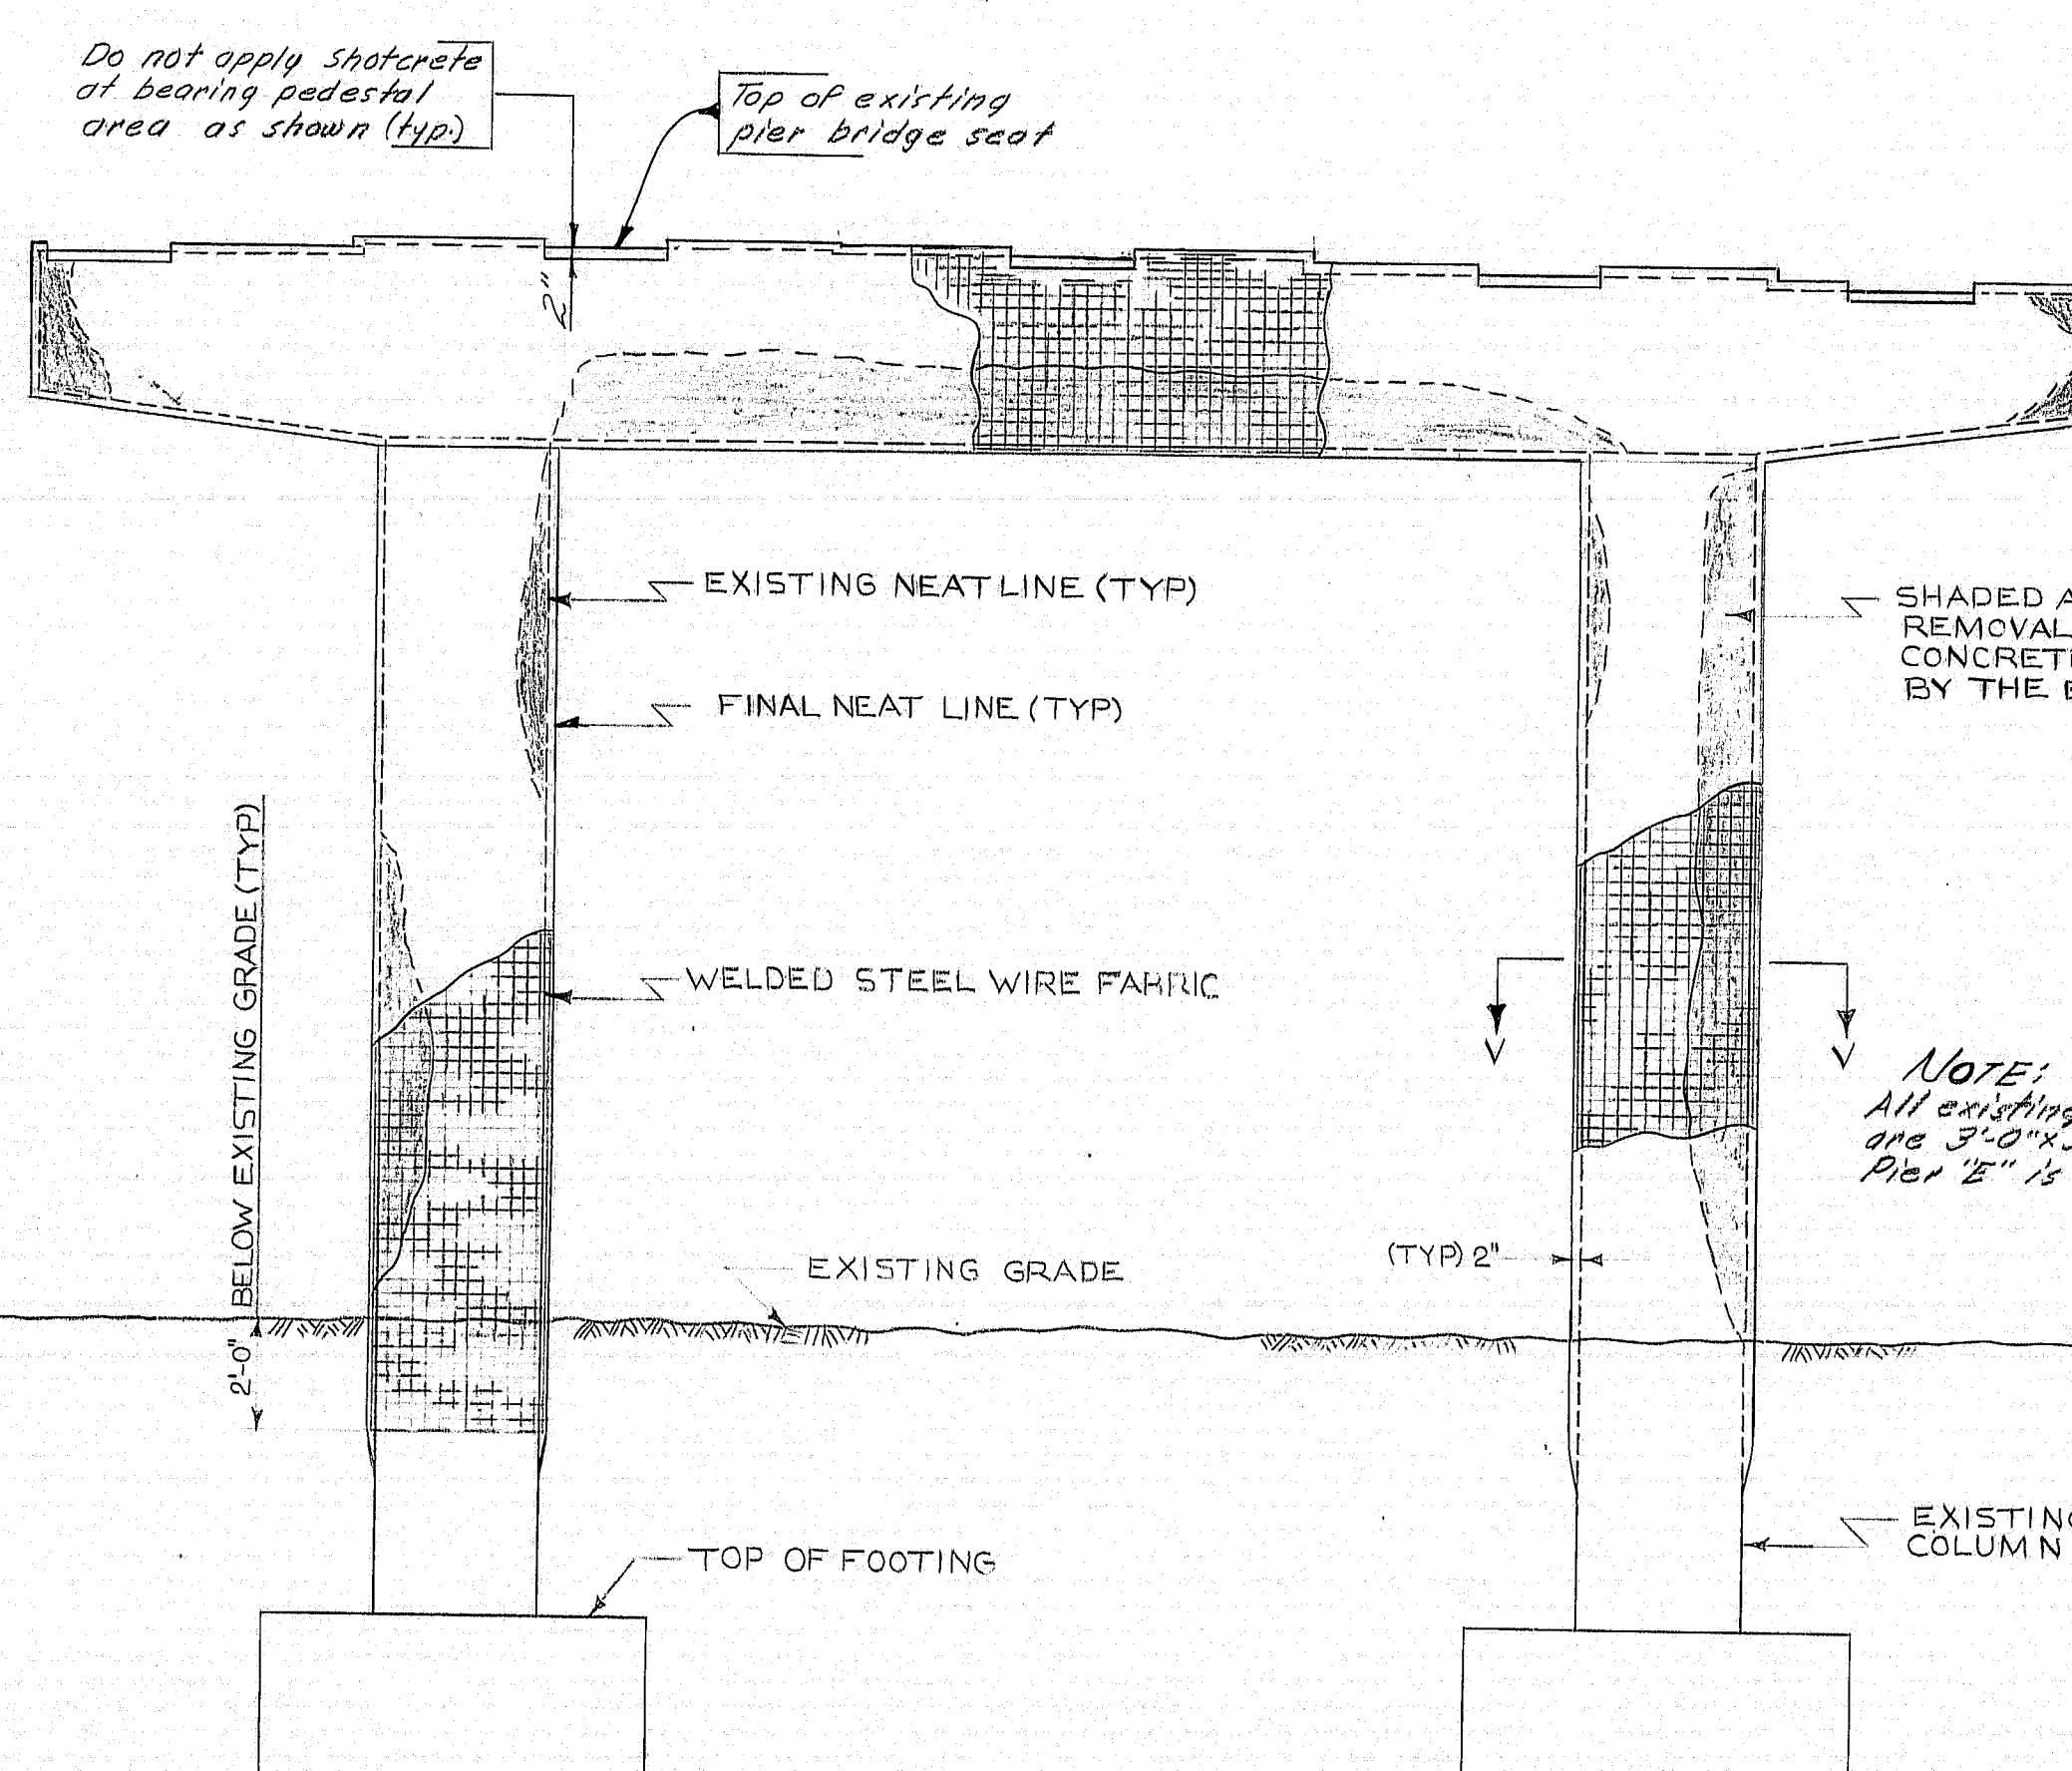 Do not apply shotcrete
at bearing pedestal
area as shown (typ.)
Top of existing
pier bridge seat
2"
EXISTING NEAT LINE (TYP)
FINAL NEAT LINE (TYP)
SHADED
REMOVAL
CONCRETE
BY THE
2'-0" BELOW EXISTING GRADE (TYP)
WELDED STEEL WIRE FABRIC
V V
NOTE:
All existing
are 3'-0"x
Pier "E" is
(TYP) 2"
EXISTING GRADE
EXISTING
COLUMN
TOP OF FOOTING